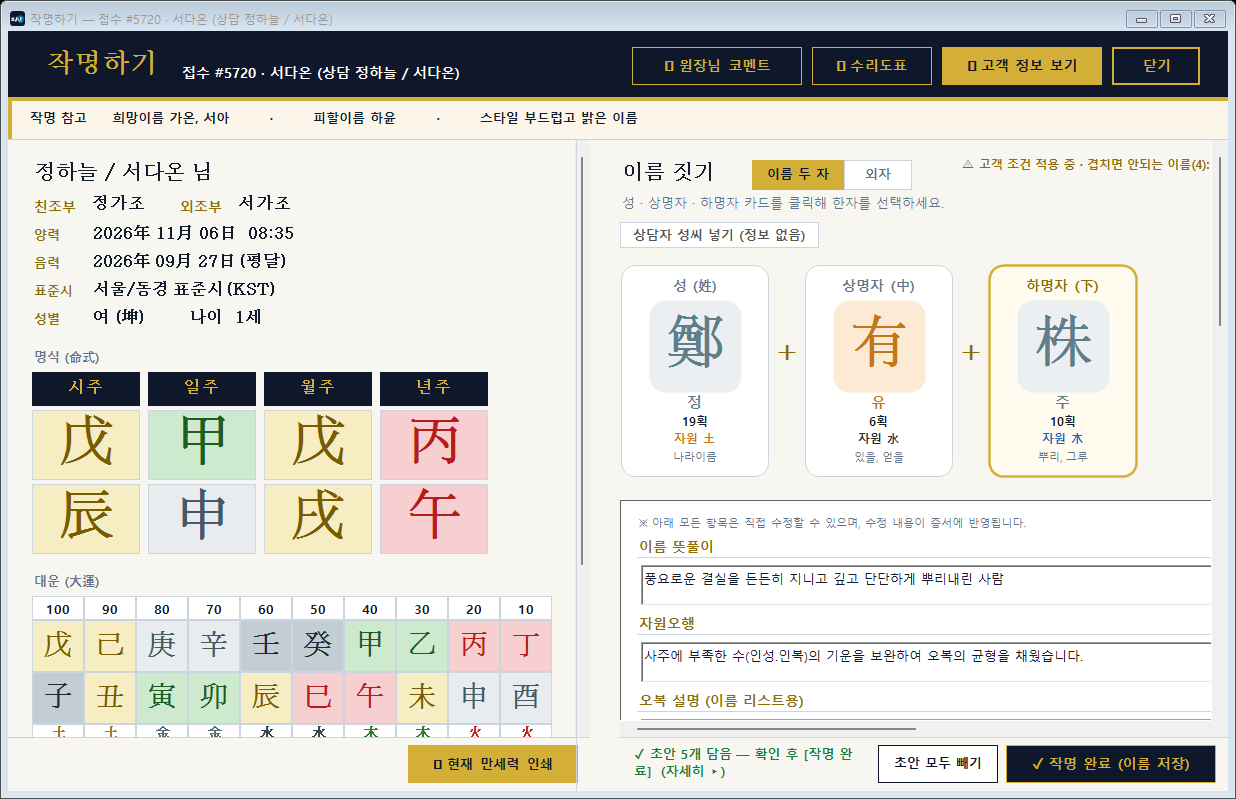 작명하기 — 접수 #5720 · 서다온 (상담 정하늘 / 서다온)
작명하기
접수 #5720 · 서다온 (상담 정하늘 / 서다온)
원장님 코멘트
수리도표
고객 정보 보기
닫기
작명 참고 희망이름 가온, 서아 · 피할이름 하윤 · 스타일 부드럽고 밝은 이름
정하늘 / 서다온 님
친조부 정가조 외조부 서가조
양력 2026年 11月 06日 08:35
음력 2026年 09月 27日 (평달)
표준시 서울/동경 표준시(KST)
성별 여 (坤) 나이 1세
명식 (命式)
시주 일주 월주 년주
戊 甲 戊 丙
辰 申 戌 午
대운 (大運)
100 90 80 70 60 50 40 30 20 10
戊 己 庚 辛 壬 癸 甲 乙 丙 丁
子 丑 寅 卯 辰 巳 午 未 申 酉
土 土 金 金 水 水 木 木 火 火
현재 만세력 인쇄
이름 짓기
이름 두 자
외자
⚠ 고객 조건 적용 중 · 겹치면 안되는 이름(4):
성 · 상명자 · 하명자 카드를 클릭해 한자를 선택하세요.
상담자 성씨 넣기 (정보 없음)
성 (姓)
鄭
정
19획
자원 土
나라이름
+
상명자 (中)
有
유
6획
자원 水
있을, 얻을
+
하명자 (下)
株
주
10획
자원 木
뿌리, 그루
※ 아래 모든 항목은 직접 수정할 수 있으며, 수정 내용이 증서에 반영됩니다.
이름 뜻풀이
풍요로운 결실을 든든히 지니고 깊고 단단하게 뿌리내린 사람
자원오행
사주에 부족한 수(인성.인복)의 기운을 보완하여 오복의 균형을 채웠습니다.
오복 설명 (이름 리스트용)
✓ 초안 5개 담음 — 확인 후 [작명 완
료] (자세히 ▸)
초안 모두 빼기
✓ 작명 완료 (이름 저장)